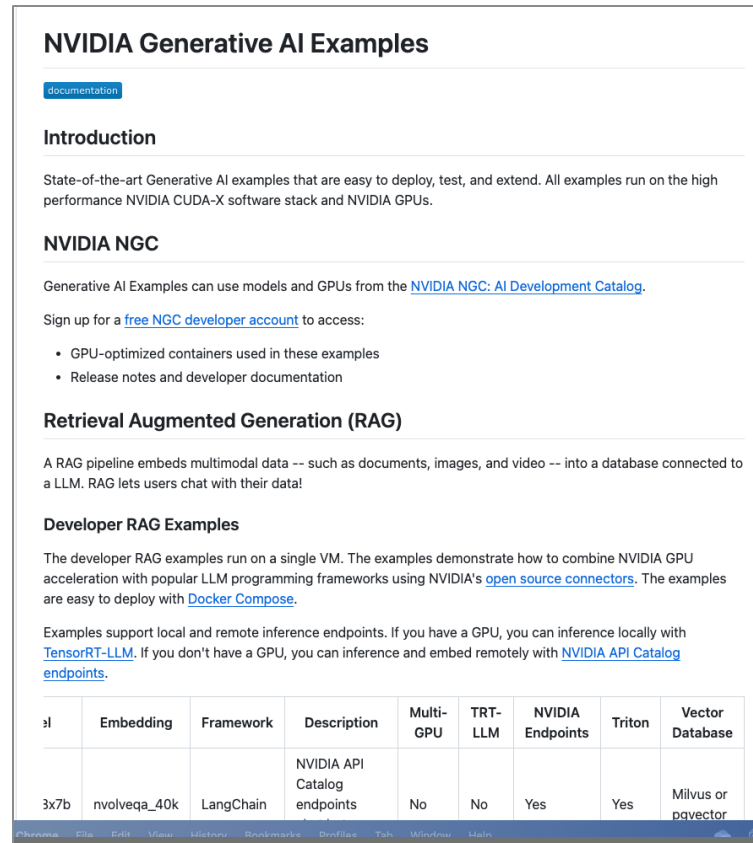 NVIDIA Generative AI Examples
documentation
Introduction
State-of-the-art Generative AI examples that are easy to deploy, test, and extend. All examples run on the high
performance NVIDIA CUDA-X software stack and NVIDIA GPUs.
NVIDIA NGC
Generative AI Examples can use models and GPUs from the NVIDIA NGC: AI Development Catalog.
Sign up for a free NGC developer account to access:
• GPU-optimized containers used in these examples
• Release notes and developer documentation
Retrieval Augmented Generation (RAG)
A RAG pipeline embeds multimodal data -- such as documents, images, and video -- into a database connected to
a LLM. RAG lets users chat with their data!
Developer RAG Examples
The developer RAG examples run on a single VM. The examples demonstrate how to combine NVIDIA GPU
acceleration with popular LLM programming frameworks using NVIDIA's open source connectors. The examples
are easy to deploy with Docker Compose.
Examples support local and remote inference endpoints. If you have a GPU, you can inference locally with
TensorRT-LLM. If you don't have a GPU, you can inference and embed remotely with NVIDIA API Catalog
endpoints.
el Embedding Framework Description Multi-GPU TRT-LLM NVIDIA Endpoints Triton Vector Database
3x7b nvolveqa_40k LangChain NVIDIA API Catalog endpoints No No Yes Yes Milvus or pgvector
Chrome File Edit View History Bookmarks Profiles Tab Window Help